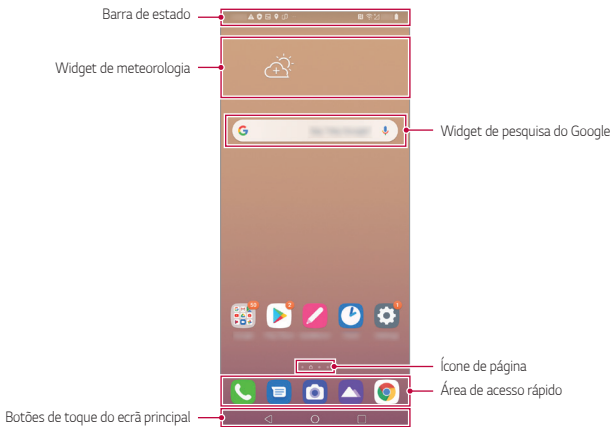 Barra de estado
Widget de meteorologia
Widget de pesquisa do Google
Ícone de página
Área de acesso rápido
Botões de toque do ecrã principal